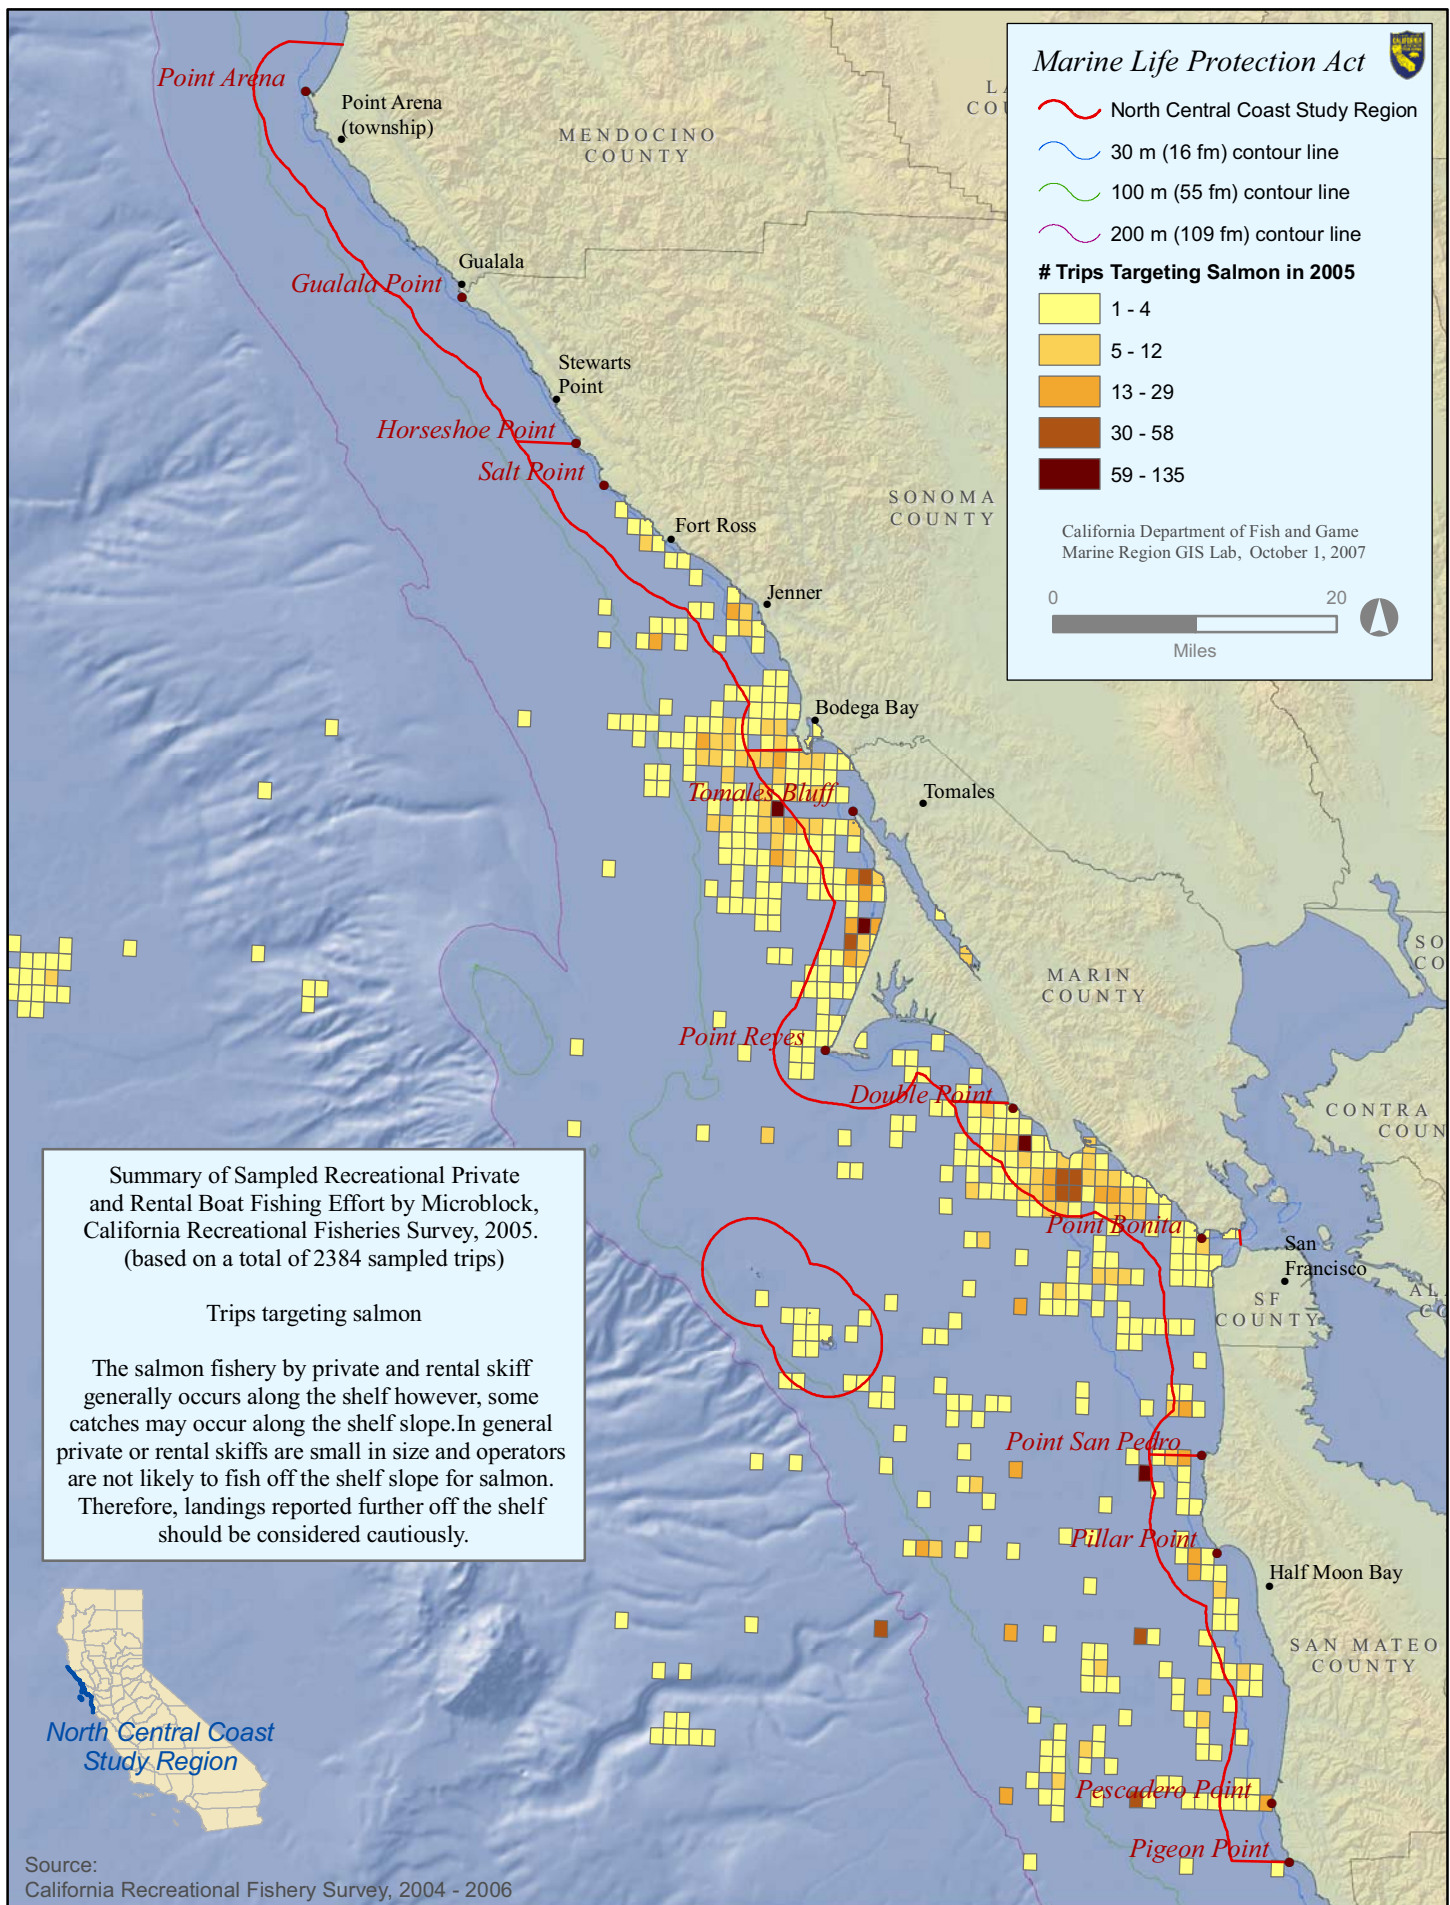 Marine Life Protection Act
North Central Coast Study Region
30 m (16 fm) contour line
100 m (55 fm) contour line
200 m (109 fm) contour line
# Trips Targeting Salmon in 2005
1 - 4
5 - 12
13 - 29
30 - 58
59 - 135
California Department of Fish and Game
Marine Region GIS Lab, October 1, 2007
0 20
Miles
Point Arena
Point Arena
(township)
MENDOCINO
COUNTY
Gualala
Gualala Point
Stewarts
Point
Horseshoe Point
Salt Point
SONOMA
COUNTY
Fort Ross
Jenner
Bodega Bay
Tomales Bluff
Tomales
MARIN
COUNTY
Point Reyes
Double Point
CONTRA
COUN
Point Bonita
San
Francisco
SF
COUNTY
Point San Pedro
Pillar Point
Half Moon Bay
SAN MATEO
COUNTY
Pescadero Point
Pigeon Point
Summary of Sampled Recreational Private
and Rental Boat Fishing Effort by Microblock,
California Recreational Fisheries Survey, 2005.
(based on a total of 2384 sampled trips)
Trips targeting salmon
The salmon fishery by private and rental skiff
generally occurs along the shelf however, some
catches may occur along the shelf slope.In general
private or rental skiffs are small in size and operators
are not likely to fish off the shelf slope for salmon.
Therefore, landings reported further off the shelf
should be considered cautiously.
North Central Coast
Study Region
Source:
California Recreational Fishery Survey, 2004 - 2006